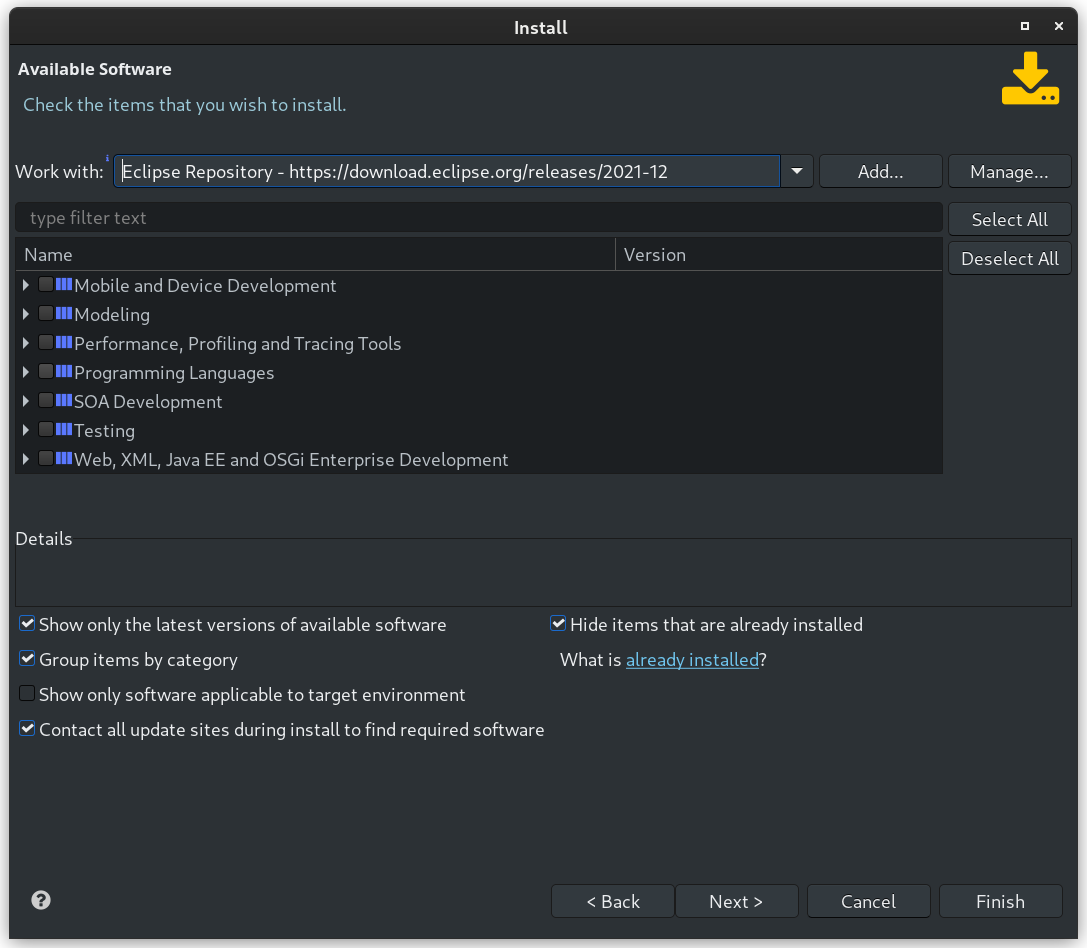 Install
Available Software
Check the items that you wish to install.
Work with: Eclipse Repository - https://download.eclipse.org/releases/2021-12 Add... Manage...
type filter text Select All
Name Version Deselect All
Mobile and Device Development
Modeling
Performance, Profiling and Tracing Tools
Programming Languages
SOA Development
Testing
Web, XML, Java EE and OSGi Enterprise Development
Details
Show only the latest versions of available software Hide items that are already installed
Group items by category What is already installed?
Show only software applicable to target environment
Contact all update sites during install to find required software
? < Back Next > Cancel Finish